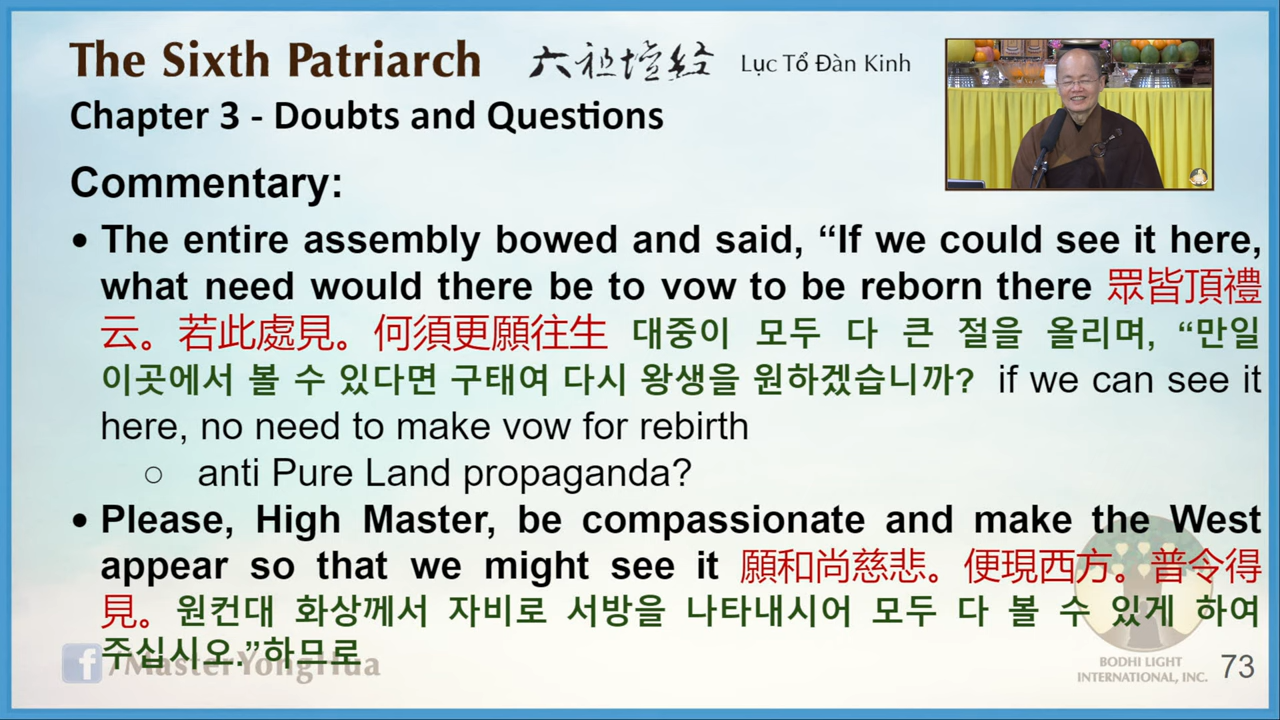 The Sixth Patriarch 六祖壇经 Lục Tổ Đàn Kinh
Chapter 3 - Doubts and Questions
Commentary:
• The entire assembly bowed and said, “If we could see it here,
what need would there be to vow to be reborn there 眾皆頂禮
云。若此處見。何須更願往生 대중이 모두 다 큰 절을 올리며, “만일
이곳에서 볼 수 있다면 구태여 다시 왕생을 원하겠습니까? if we can see it
here, no need to make vow for rebirth
○ anti Pure Land propaganda?
• Please, High Master, be compassionate and make the West
appear so that we might see it 願和尚慈悲。便現西方。普令得
見。원컨대 화상께서 자비로 서방을 나타내시어 모두 다 볼 수 있게 하여
주십시오.”하므로
f /MasterYongHua
BODHI LIGHT
INTERNATIONAL, INC.
73